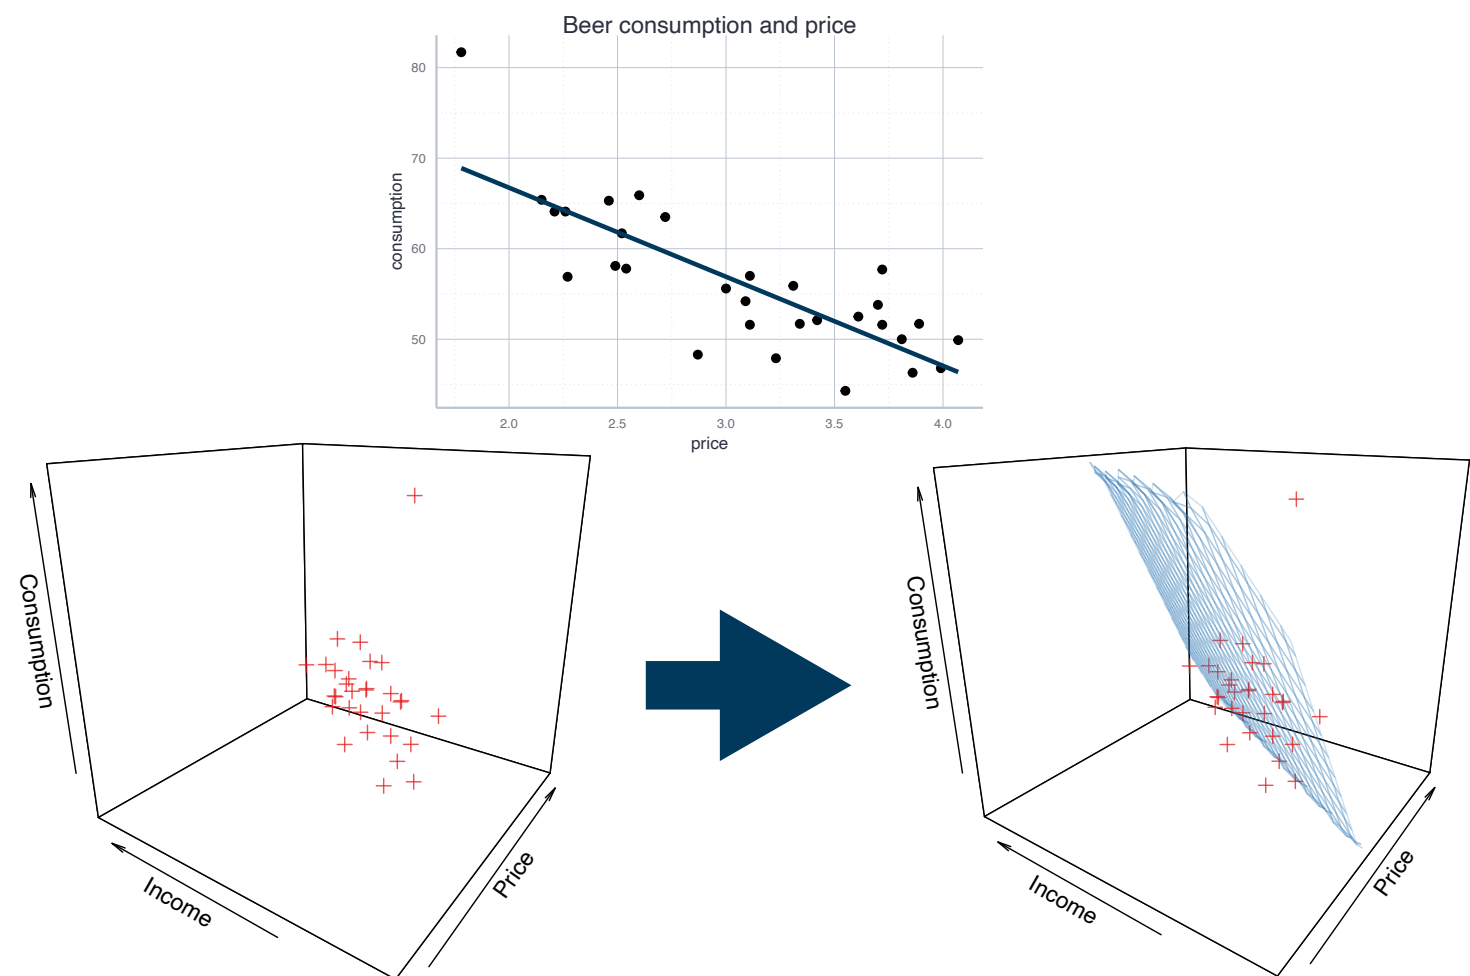 Beer consumption and price
80
70
60
50
consumption
2.0 2.5 3.0 3.5 4.0
price
Consumption
Income
Price
Consumption
Income
Price